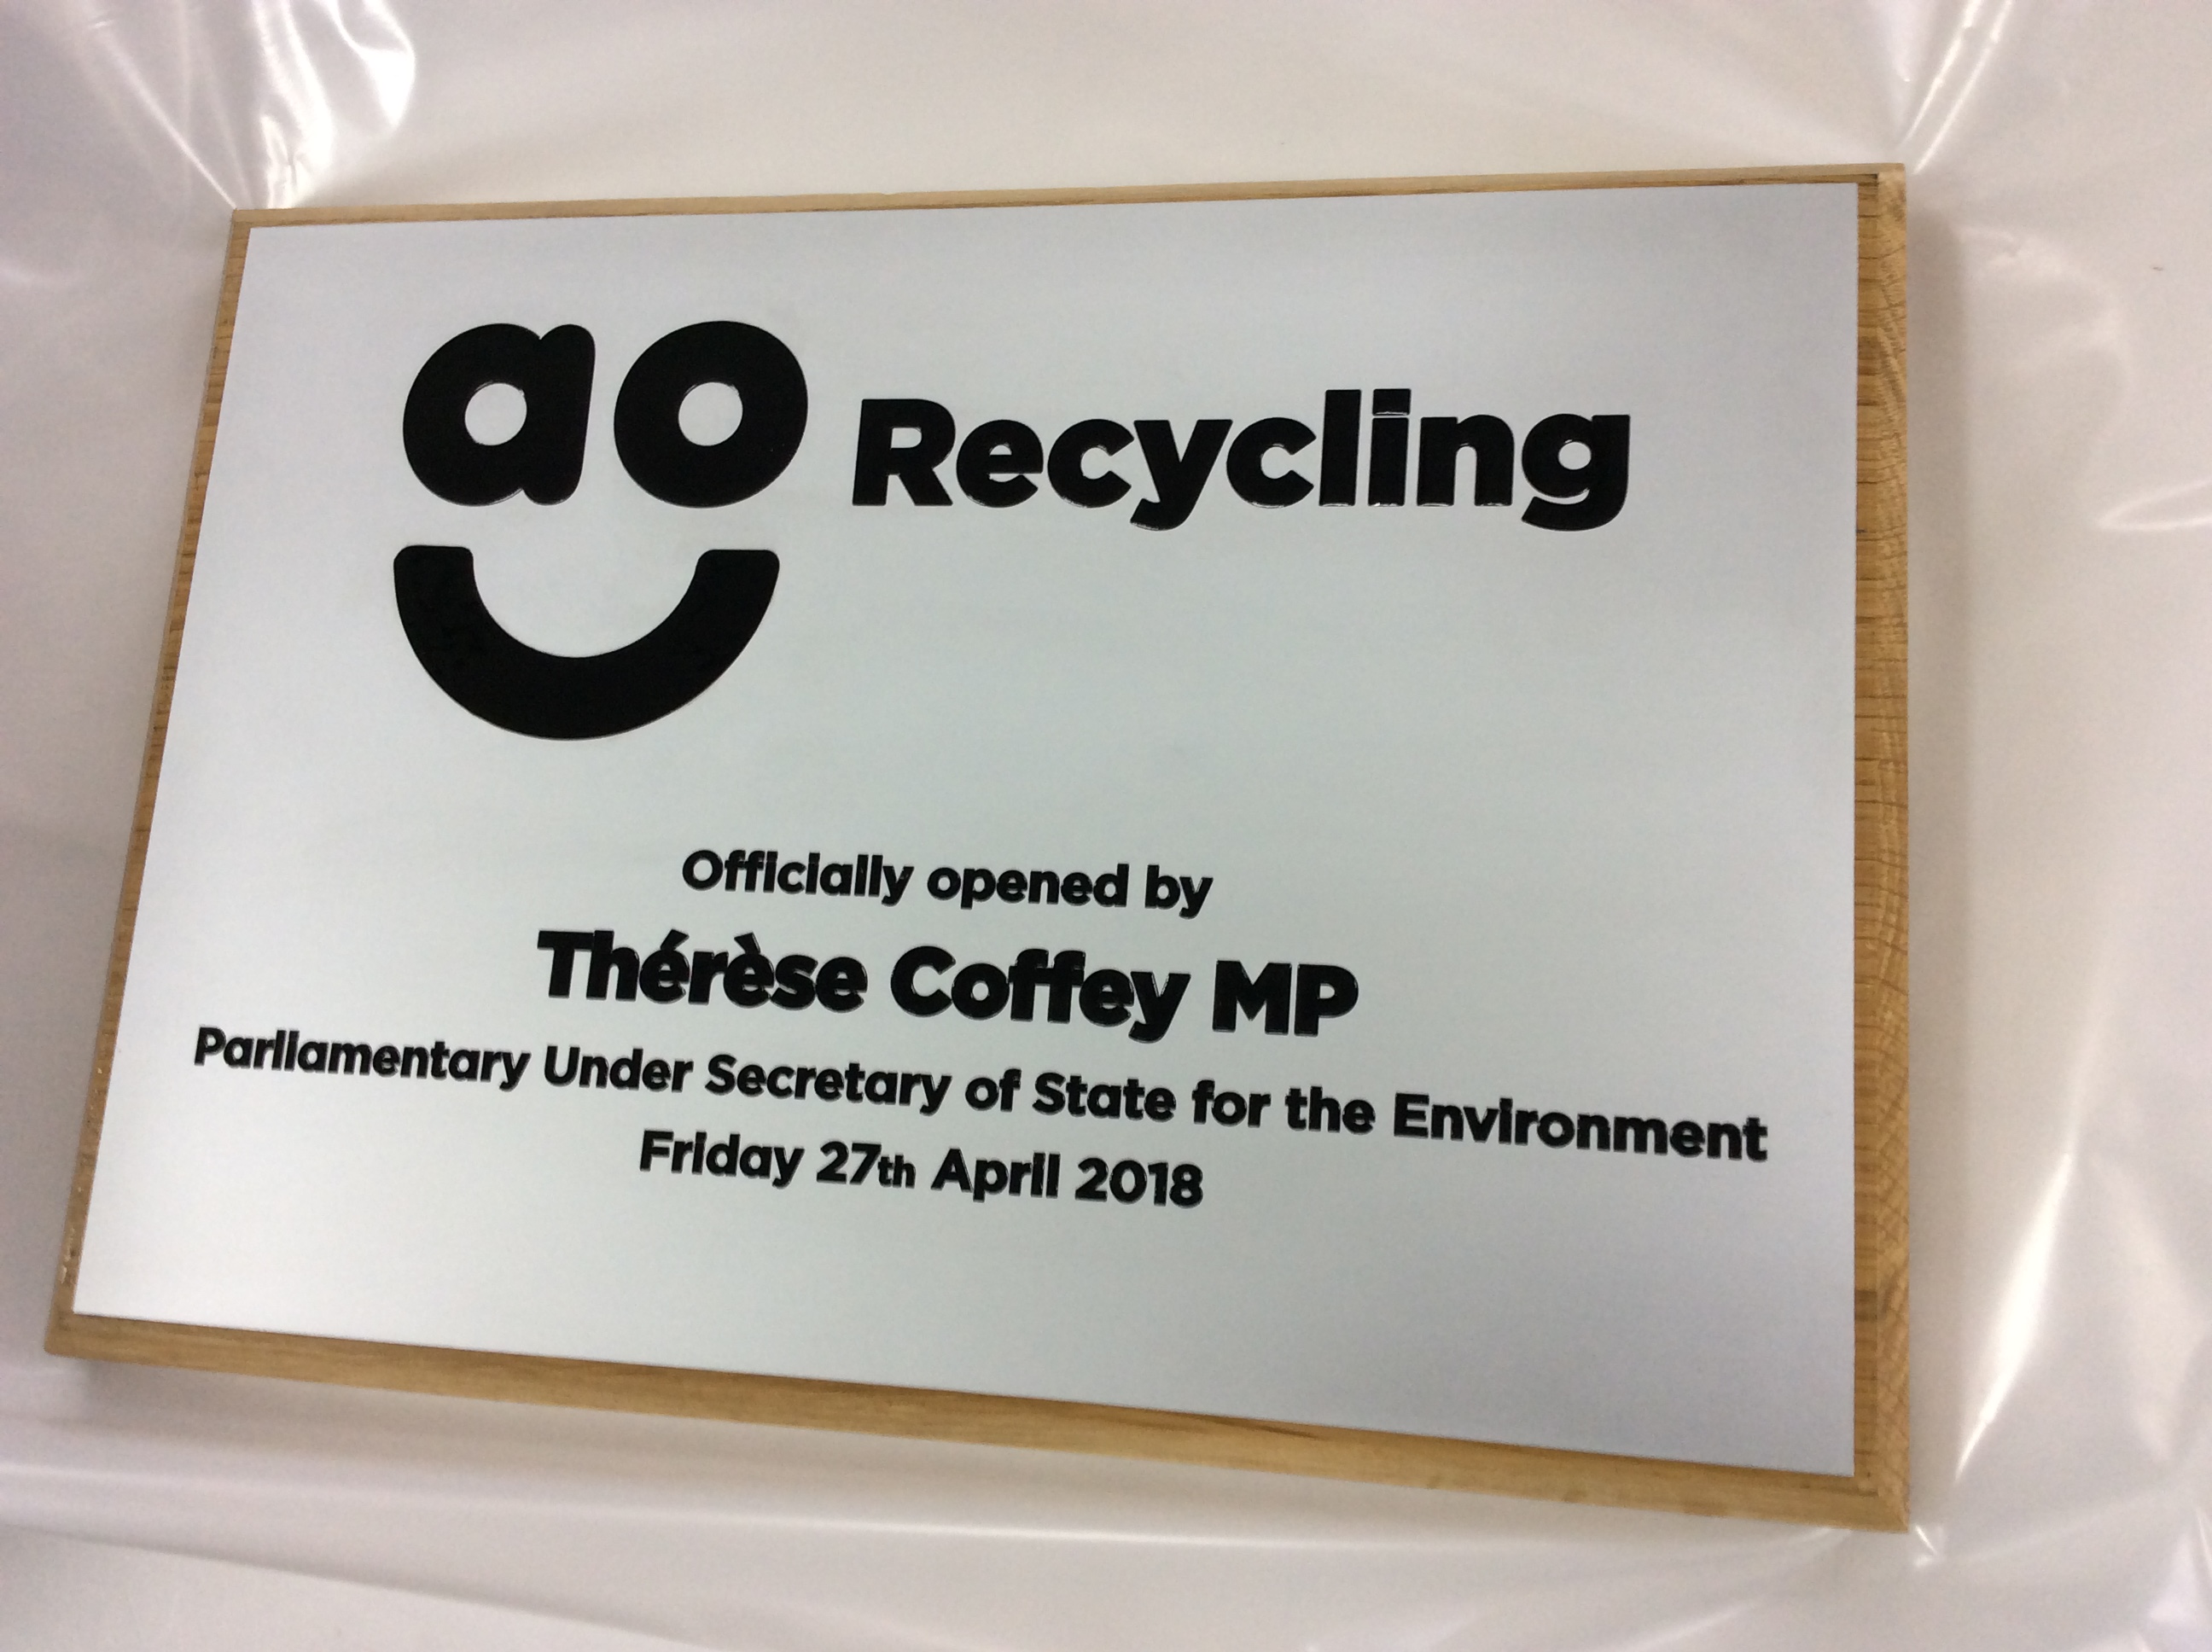 ao Recycling
Officially opened by
Thérèse Coffey MP
Parliamentary Under Secretary of State for the Environment
Friday 27th April 2018